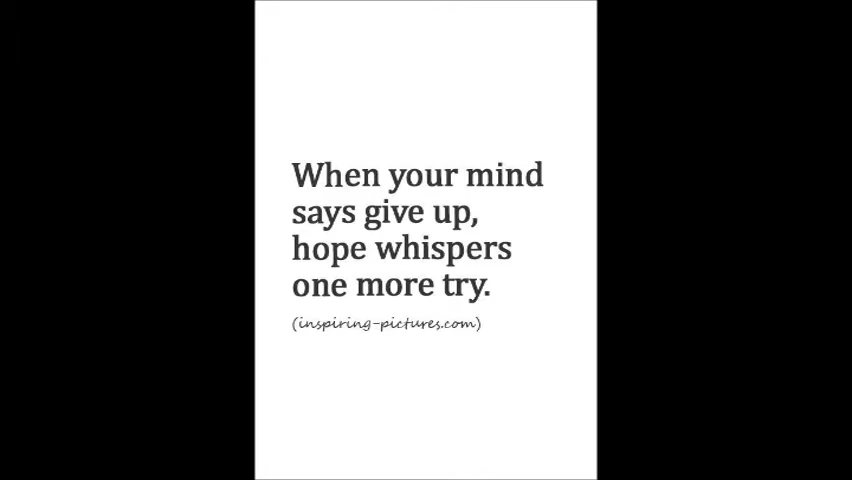 When your mind
says give up,
hope whispers
one more try.
(inspiring-pictures.com)